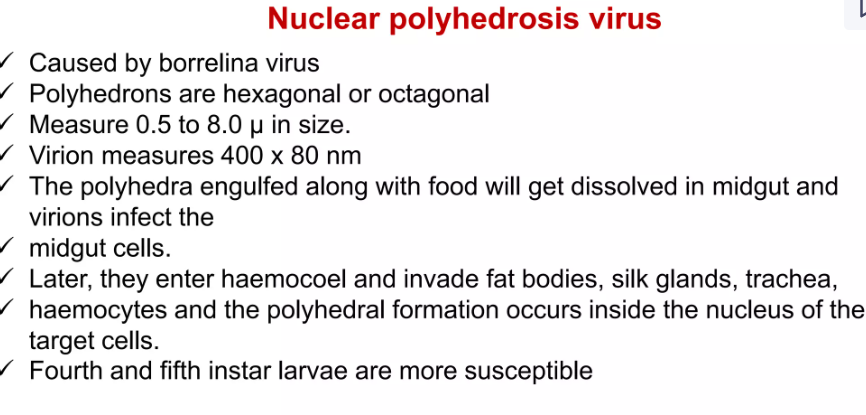 Nuclear polyhedrosis virus
✓ Caused by borrelina virus
✓ Polyhedrons are hexagonal or octagonal
✓ Measure 0.5 to 8.0 µ in size.
✓ Virion measures 400 x 80 nm
✓ The polyhedra engulfed along with food will get dissolved in midgut and
virions infect the
✓ midgut cells.
✓ Later, they enter haemocoel and invade fat bodies, silk glands, trachea,
✓ haemocytes and the polyhedral formation occurs inside the nucleus of the
target cells.
✓ Fourth and fifth instar larvae are more susceptible